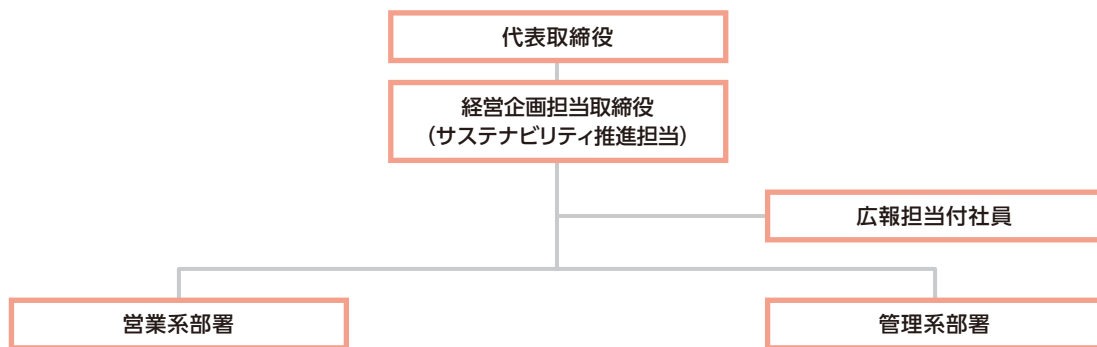 代表取締役
経営企画担当取締役
（サステナビリティ推進担当）
広報担当付社員
営業系部署
管理系部署